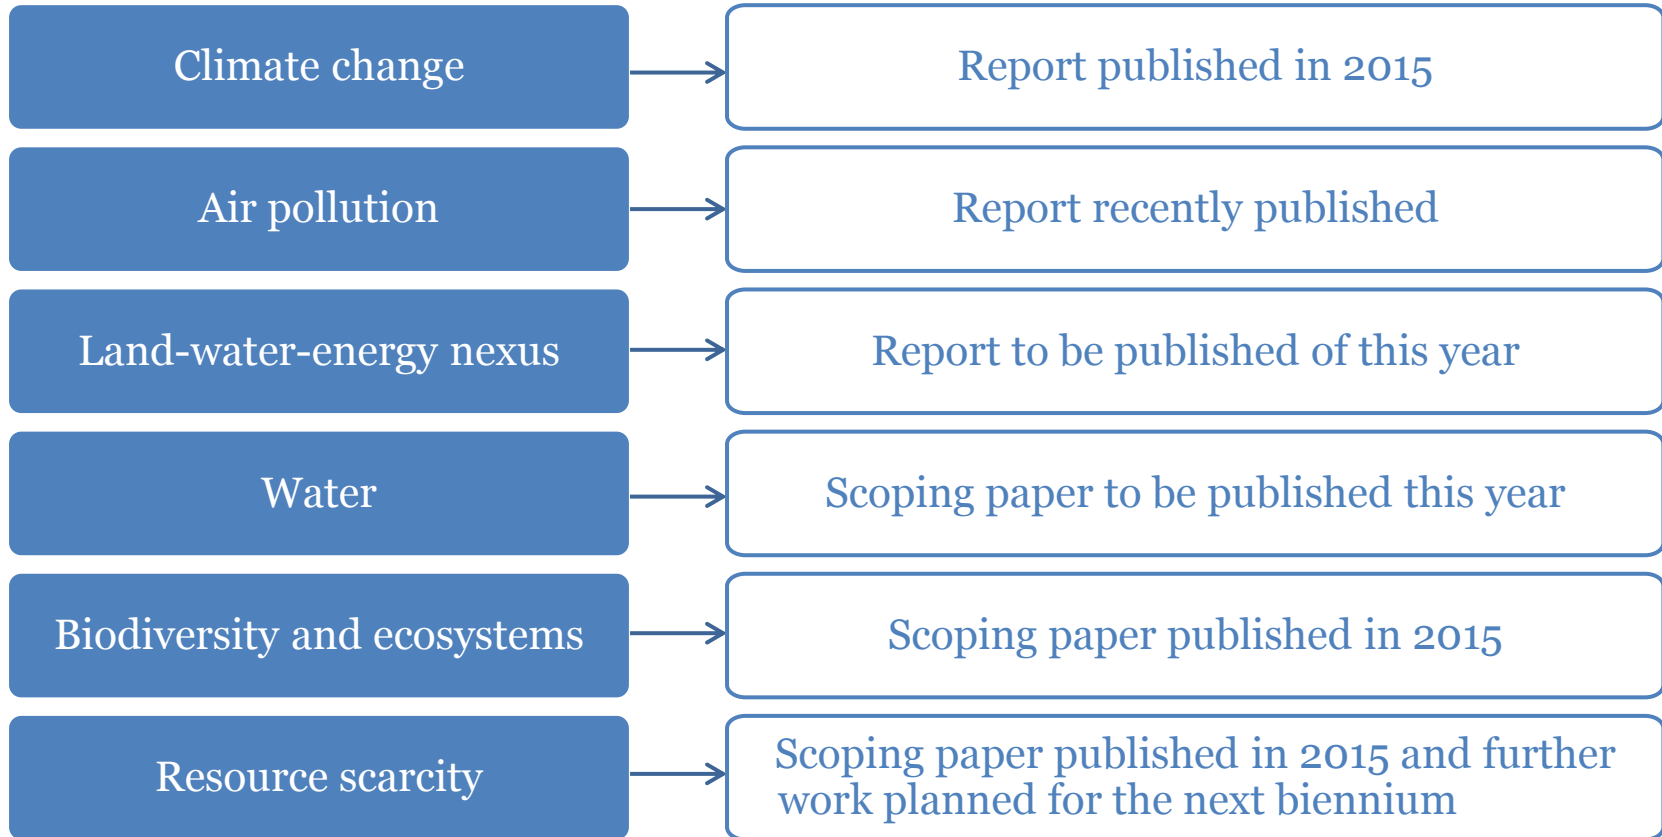 Climate change
Report published in 2015
Air pollution
Report recently published
Land-water-energy nexus
Report to be published of this year
Water
Scoping paper to be published this year
Biodiversity and ecosystems
Scoping paper published in 2015
Resource scarcity
Scoping paper published in 2015 and further
work planned for the next biennium